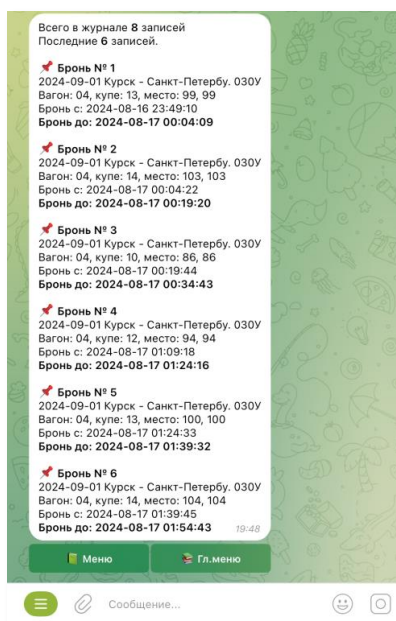 Всего в журнале 8 записей
Последние 6 записей.
📌 Бронь № 1
2024-09-01 Курск - Санкт-Петербу. 030У
Вагон: 04, купе: 13, место: 99, 99
Бронь с: 2024-08-16 23:49:10
Бронь до: 2024-08-17 00:04:09
📌 Бронь № 2
2024-09-01 Курск - Санкт-Петербу. 030У
Вагон: 04, купе: 14, место: 103, 103
Бронь с: 2024-08-17 00:04:22
Бронь до: 2024-08-17 00:19:20
📌 Бронь № 3
2024-09-01 Курск - Санкт-Петербу. 030У
Вагон: 04, купе: 10, место: 86, 86
Бронь с: 2024-08-17 00:19:44
Бронь до: 2024-08-17 00:34:43
📌 Бронь № 4
2024-09-01 Курск - Санкт-Петербу. 030У
Вагон: 04, купе: 12, место: 94, 94
Бронь с: 2024-08-17 01:09:18
Бронь до: 2024-08-17 01:24:16
📌 Бронь № 5
2024-09-01 Курск - Санкт-Петербу. 030У
Вагон: 04, купе: 13, место: 100, 100
Бронь с: 2024-08-17 01:24:33
Бронь до: 2024-08-17 01:39:32
📌 Бронь № 6
2024-09-01 Курск - Санкт-Петербу. 030У
Вагон: 04, купе: 14, место: 104, 104
Бронь с: 2024-08-17 01:39:45
Бронь до: 2024-08-17 01:54:43 19:48
📗 Меню 📚 Гл.меню
Сообщение...